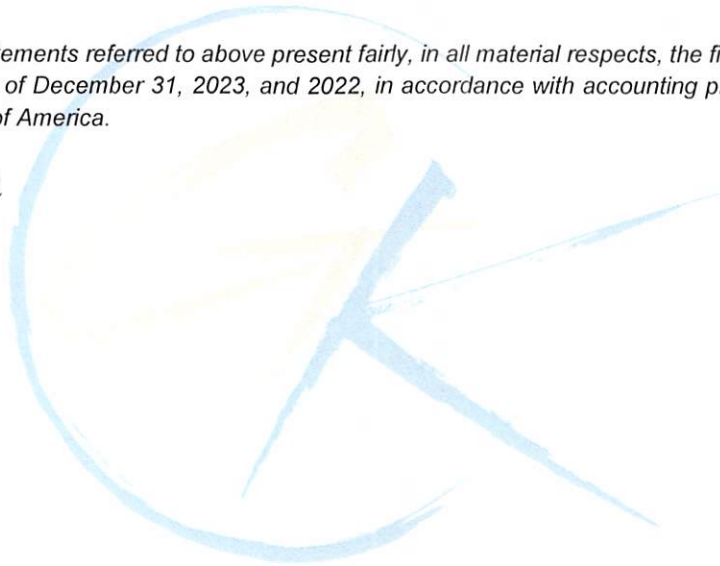 ements referred to above present fairly, in all material respects, the fi
of December 31, 2023, and 2022, in accordance with accounting p
of America.